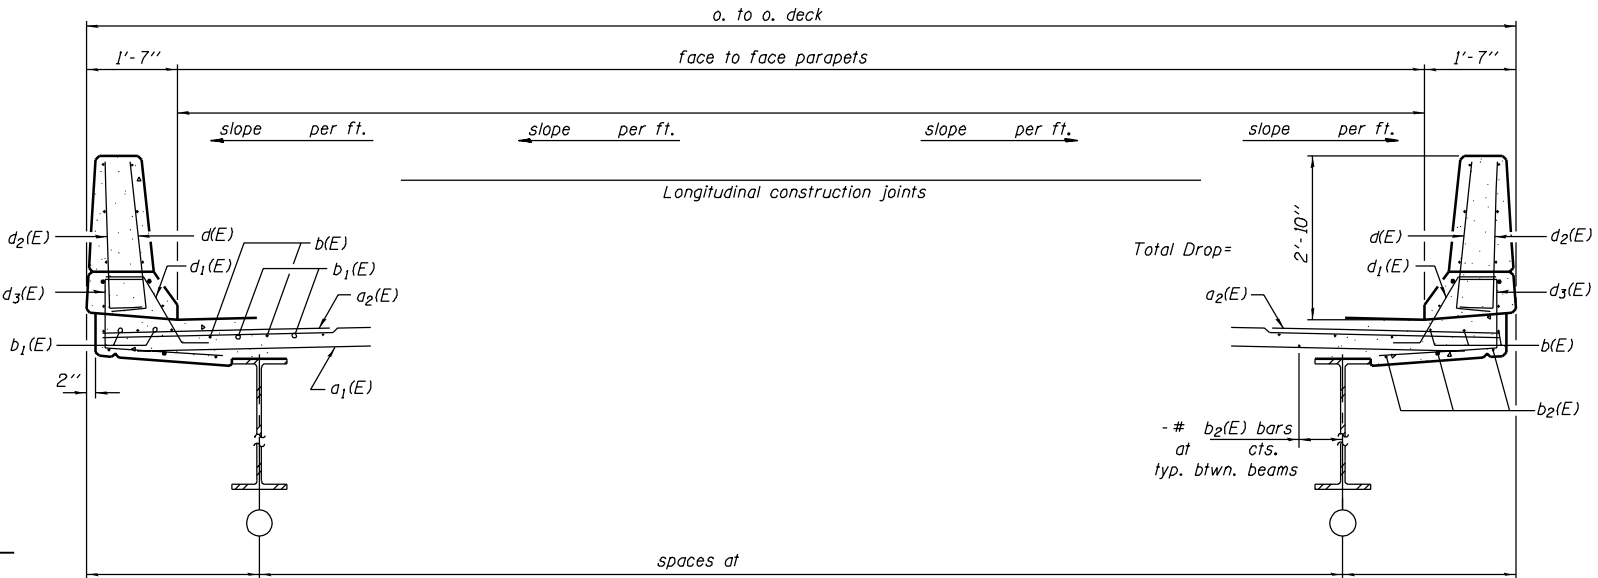 o. to o. deck
1'-7"
face to face parapets
1'-7"
slope per ft.
slope per ft.
slope per ft.
slope per ft.
Longitudinal construction joints
d2(E)
d(E)
b(E)
d1(E)
b1(E)
d3(E)
a2(E)
b1(E)
2"
a1(E)
Total Drop=
2'-10"
d(E)
d2(E)
d1(E)
a2(E)
d3(E)
b(E)
b2(E)
- # b2(E) bars
at cts.
typ. btwn. beams
spaces at